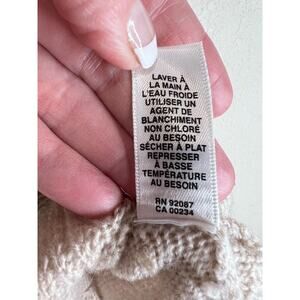 LAVER À
LA MAIN À
L'EAU FROIDE
UTILISER UN
AGENT DE
BLANCHIMENT
NON CHLORÉ
AU BESOIN
SÉCHER À PLAT
REPRESSER
À BASSE
TEMPÉRATURE
AU BESOIN
RN 92087
CA 00234